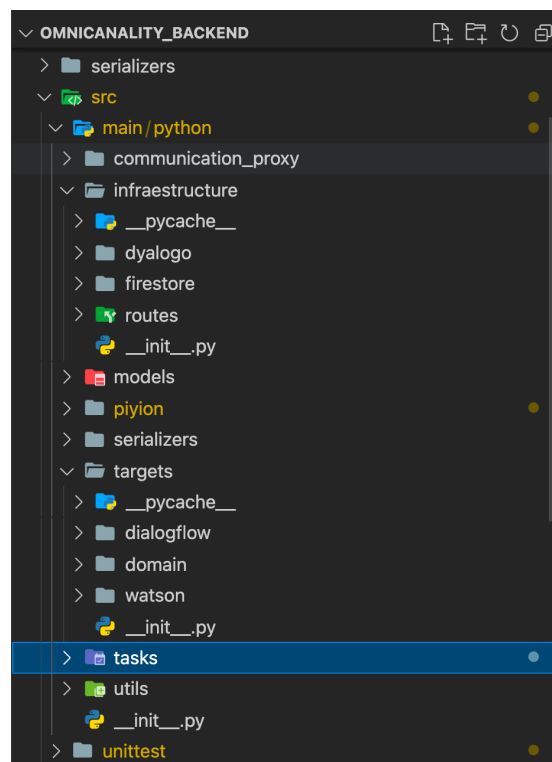 OMNICANALITY_BACKEND
serializers
src
main/python
communication_proxy
infraestructure
__pycache__
dyalogo
firestore
routes
__init__.py
models
piyion
serializers
targets
__pycache__
dialogflow
domain
watson
__init__.py
tasks
utils
__init__.py
unittest